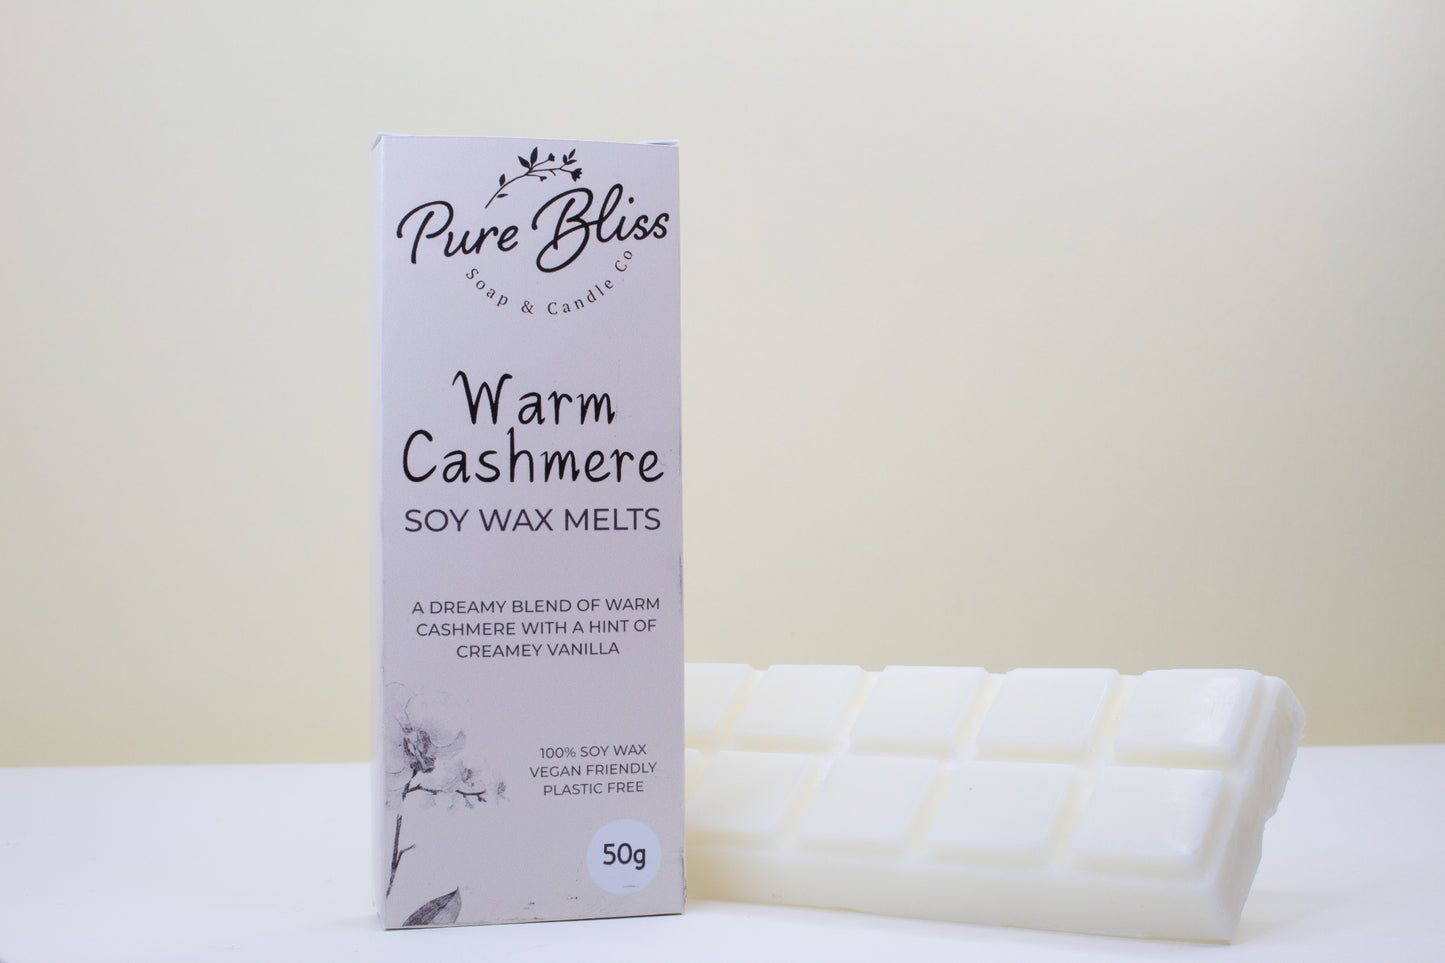 Pure Bliss
Soap & Candle Co
Warm
Cashmere
SOY WAX MELTS
A DREAMY BLEND OF WARM
CASHMERE WITH A HINT OF
CREAMEY VANILLA
100% SOY WAX
VEGAN FRIENDLY
PLASTIC FREE
50g